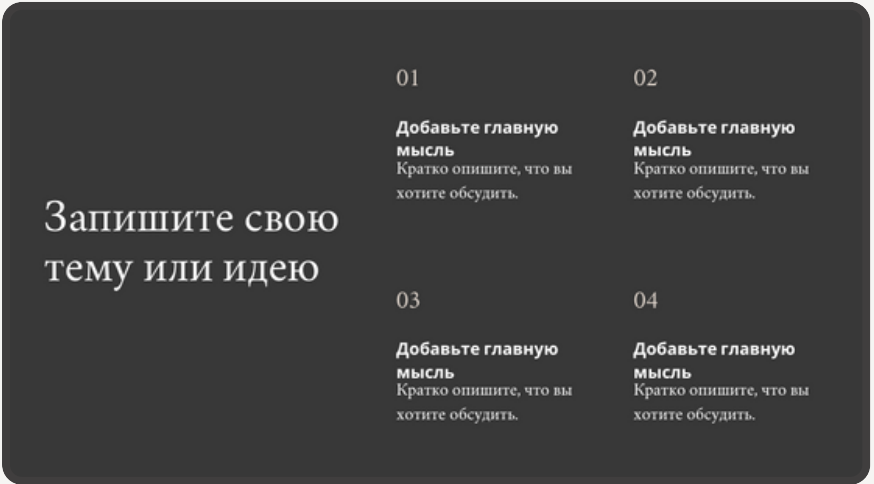 Запишите свою
тему или идею
01
Добавьте главную
мысль
Кратко опишите, что вы
хотите обсудить.
02
Добавьте главную
мысль
Кратко опишите, что вы
хотите обсудить.
03
Добавьте главную
мысль
Кратко опишите, что вы
хотите обсудить.
04
Добавьте главную
мысль
Кратко опишите, что вы
хотите обсудить.